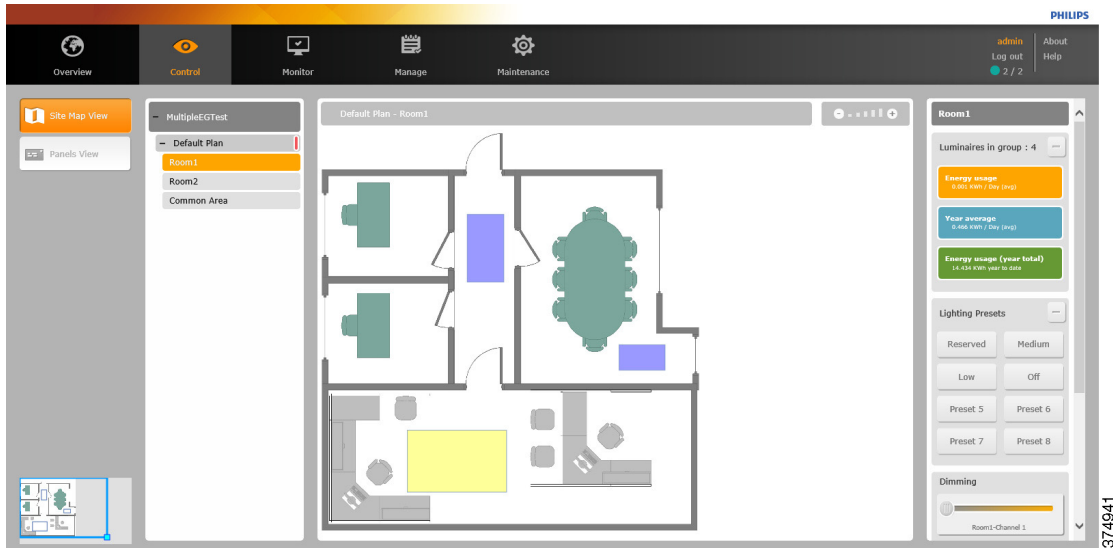 PHILIPS
Overview
Control
Monitor
Manage
Maintenance
admin
Log out
2 / 2
About
Help
Site Map View
Panels View
MultipleEGTest
Default Plan
Room1
Room2
Common Area
Default Plan - Room1
Room1
Luminaires in group : 4
Energy usage
0.001 KWh / Day (avg)
Year average
0.466 KWh / Day (avg)
Energy usage (year total)
14.434 KWh year to date
Lighting Presets
Reserved Medium
Low Off
Preset 5 Preset 6
Preset 7 Preset 8
Dimming
Room1-Channel 1
374941